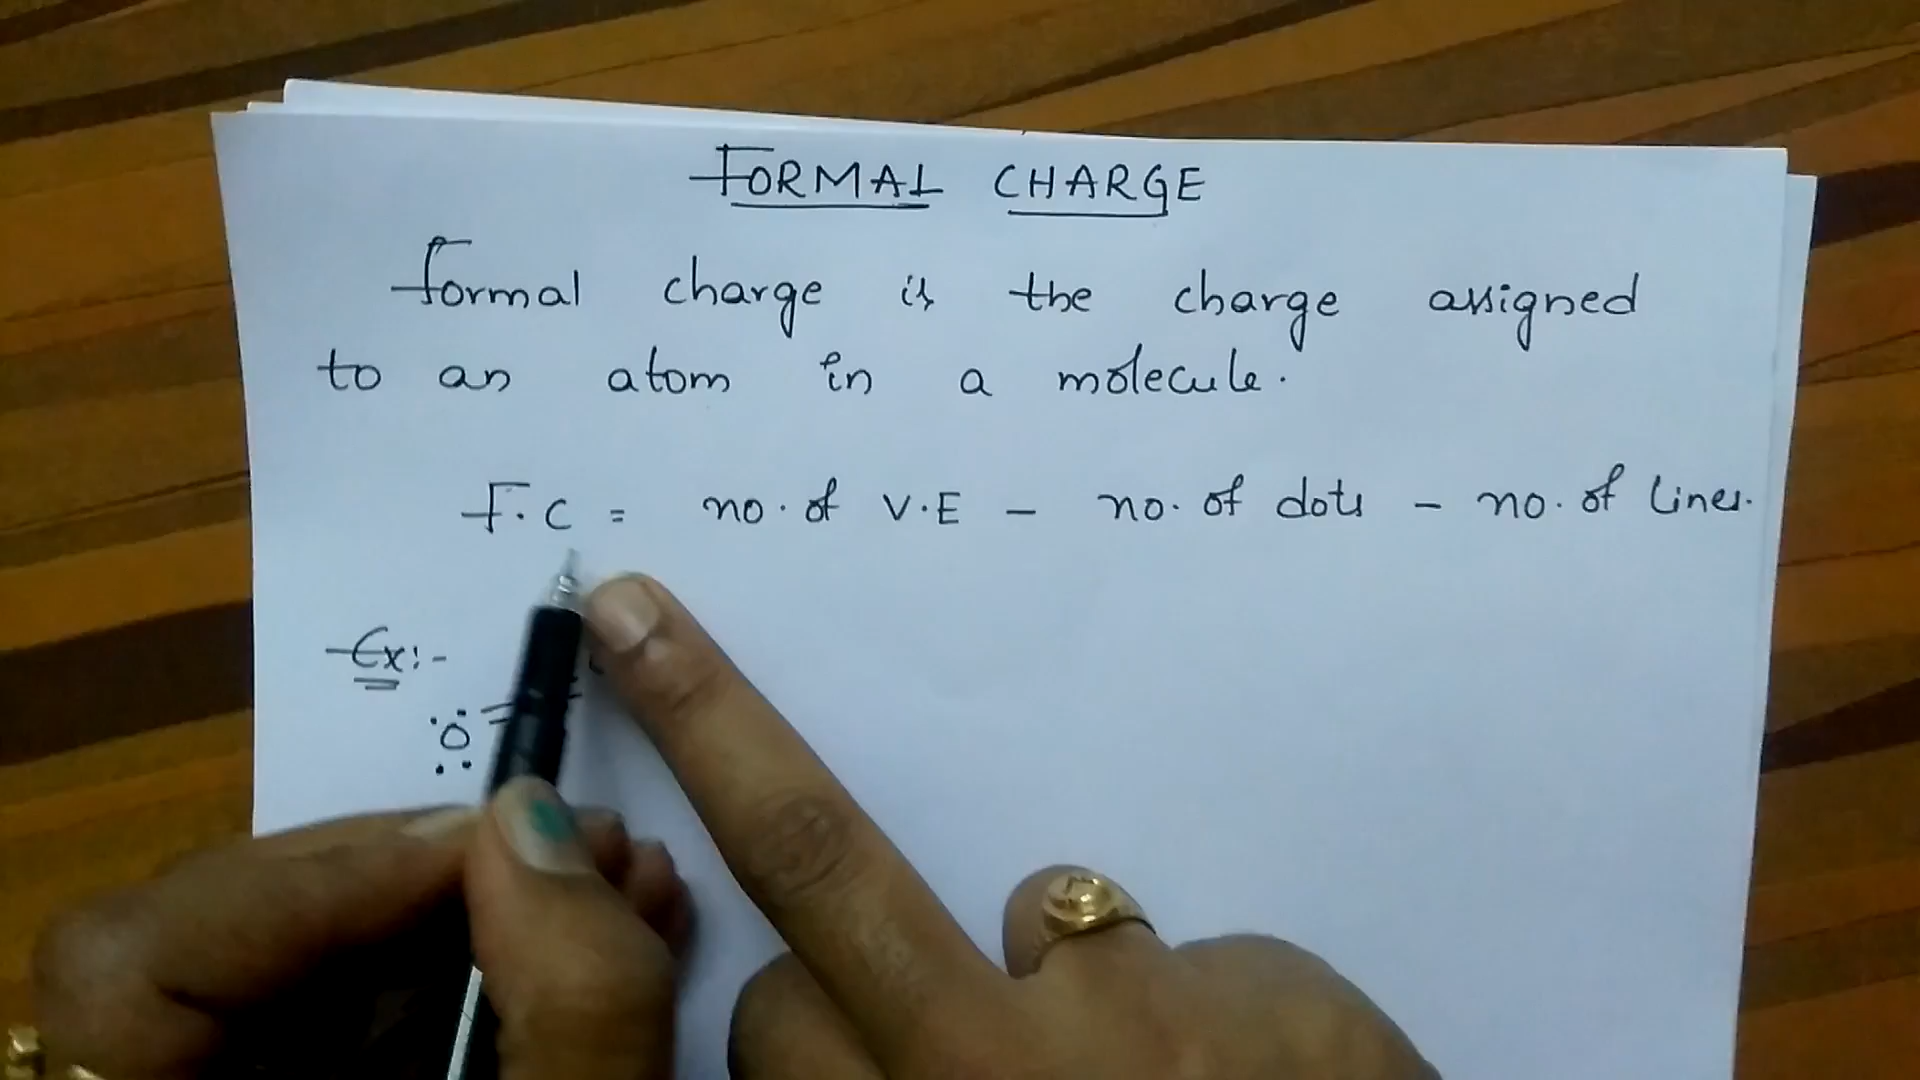 FORMAL CHARGE
Formal charge is the charge assigned
to an atom in a molecule.
F.C = no. of V.E - no. of dots - no. of lines.
Ex:-
O